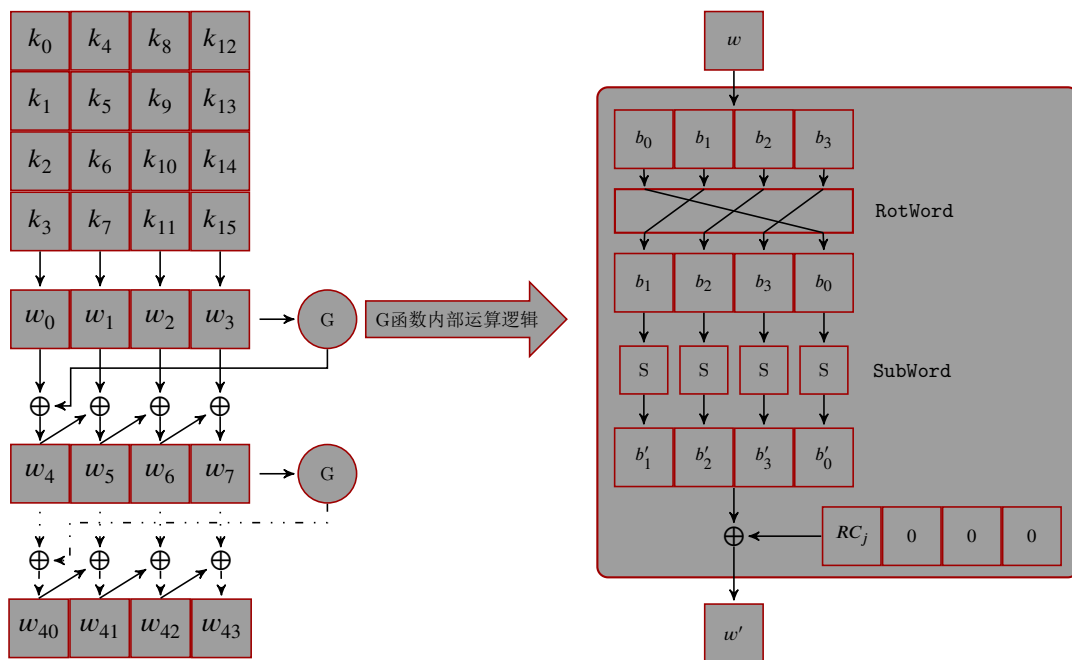 k₀ k₄ k₈ k₁₂
k₁ k₅ k₉ k₁₃
k₂ k₆ k₁₀ k₁₄
k₃ k₇ k₁₁ k₁₅
w₀ w₁ w₂ w₃ G
⊕ ⊕ ⊕ ⊕
w₄ w₅ w₆ w₇ G
⊕ ⊕ ⊕ ⊕
w₄₀ w₄₁ w₄₂ w₄₃
G函数内部运算逻辑
w
b₀ b₁ b₂ b₃
RotWord
b₁ b₂ b₃ b₀
S S S S SubWord
b′₁ b′₂ b′₃ b′₀
⊕ RCⱼ 0 0 0
w′